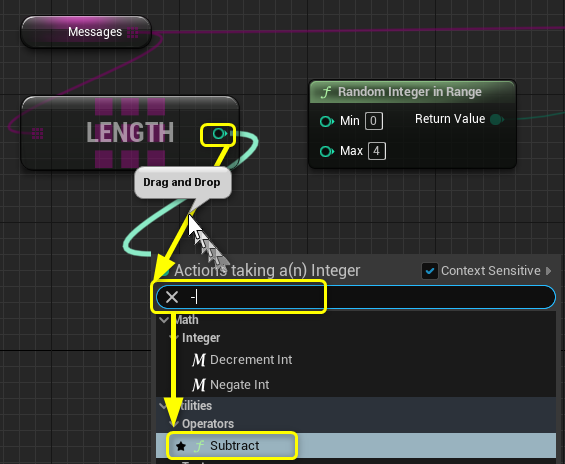 Messages
LENGTH
Drag and Drop
f Random Integer in Range
Min 0
Return Value
Max 4
Actions taking a(n) Integer
Context Sensitive
-
Math
Integer
Decrement Int
Negate Int
Utilities
Operators
f Subtract